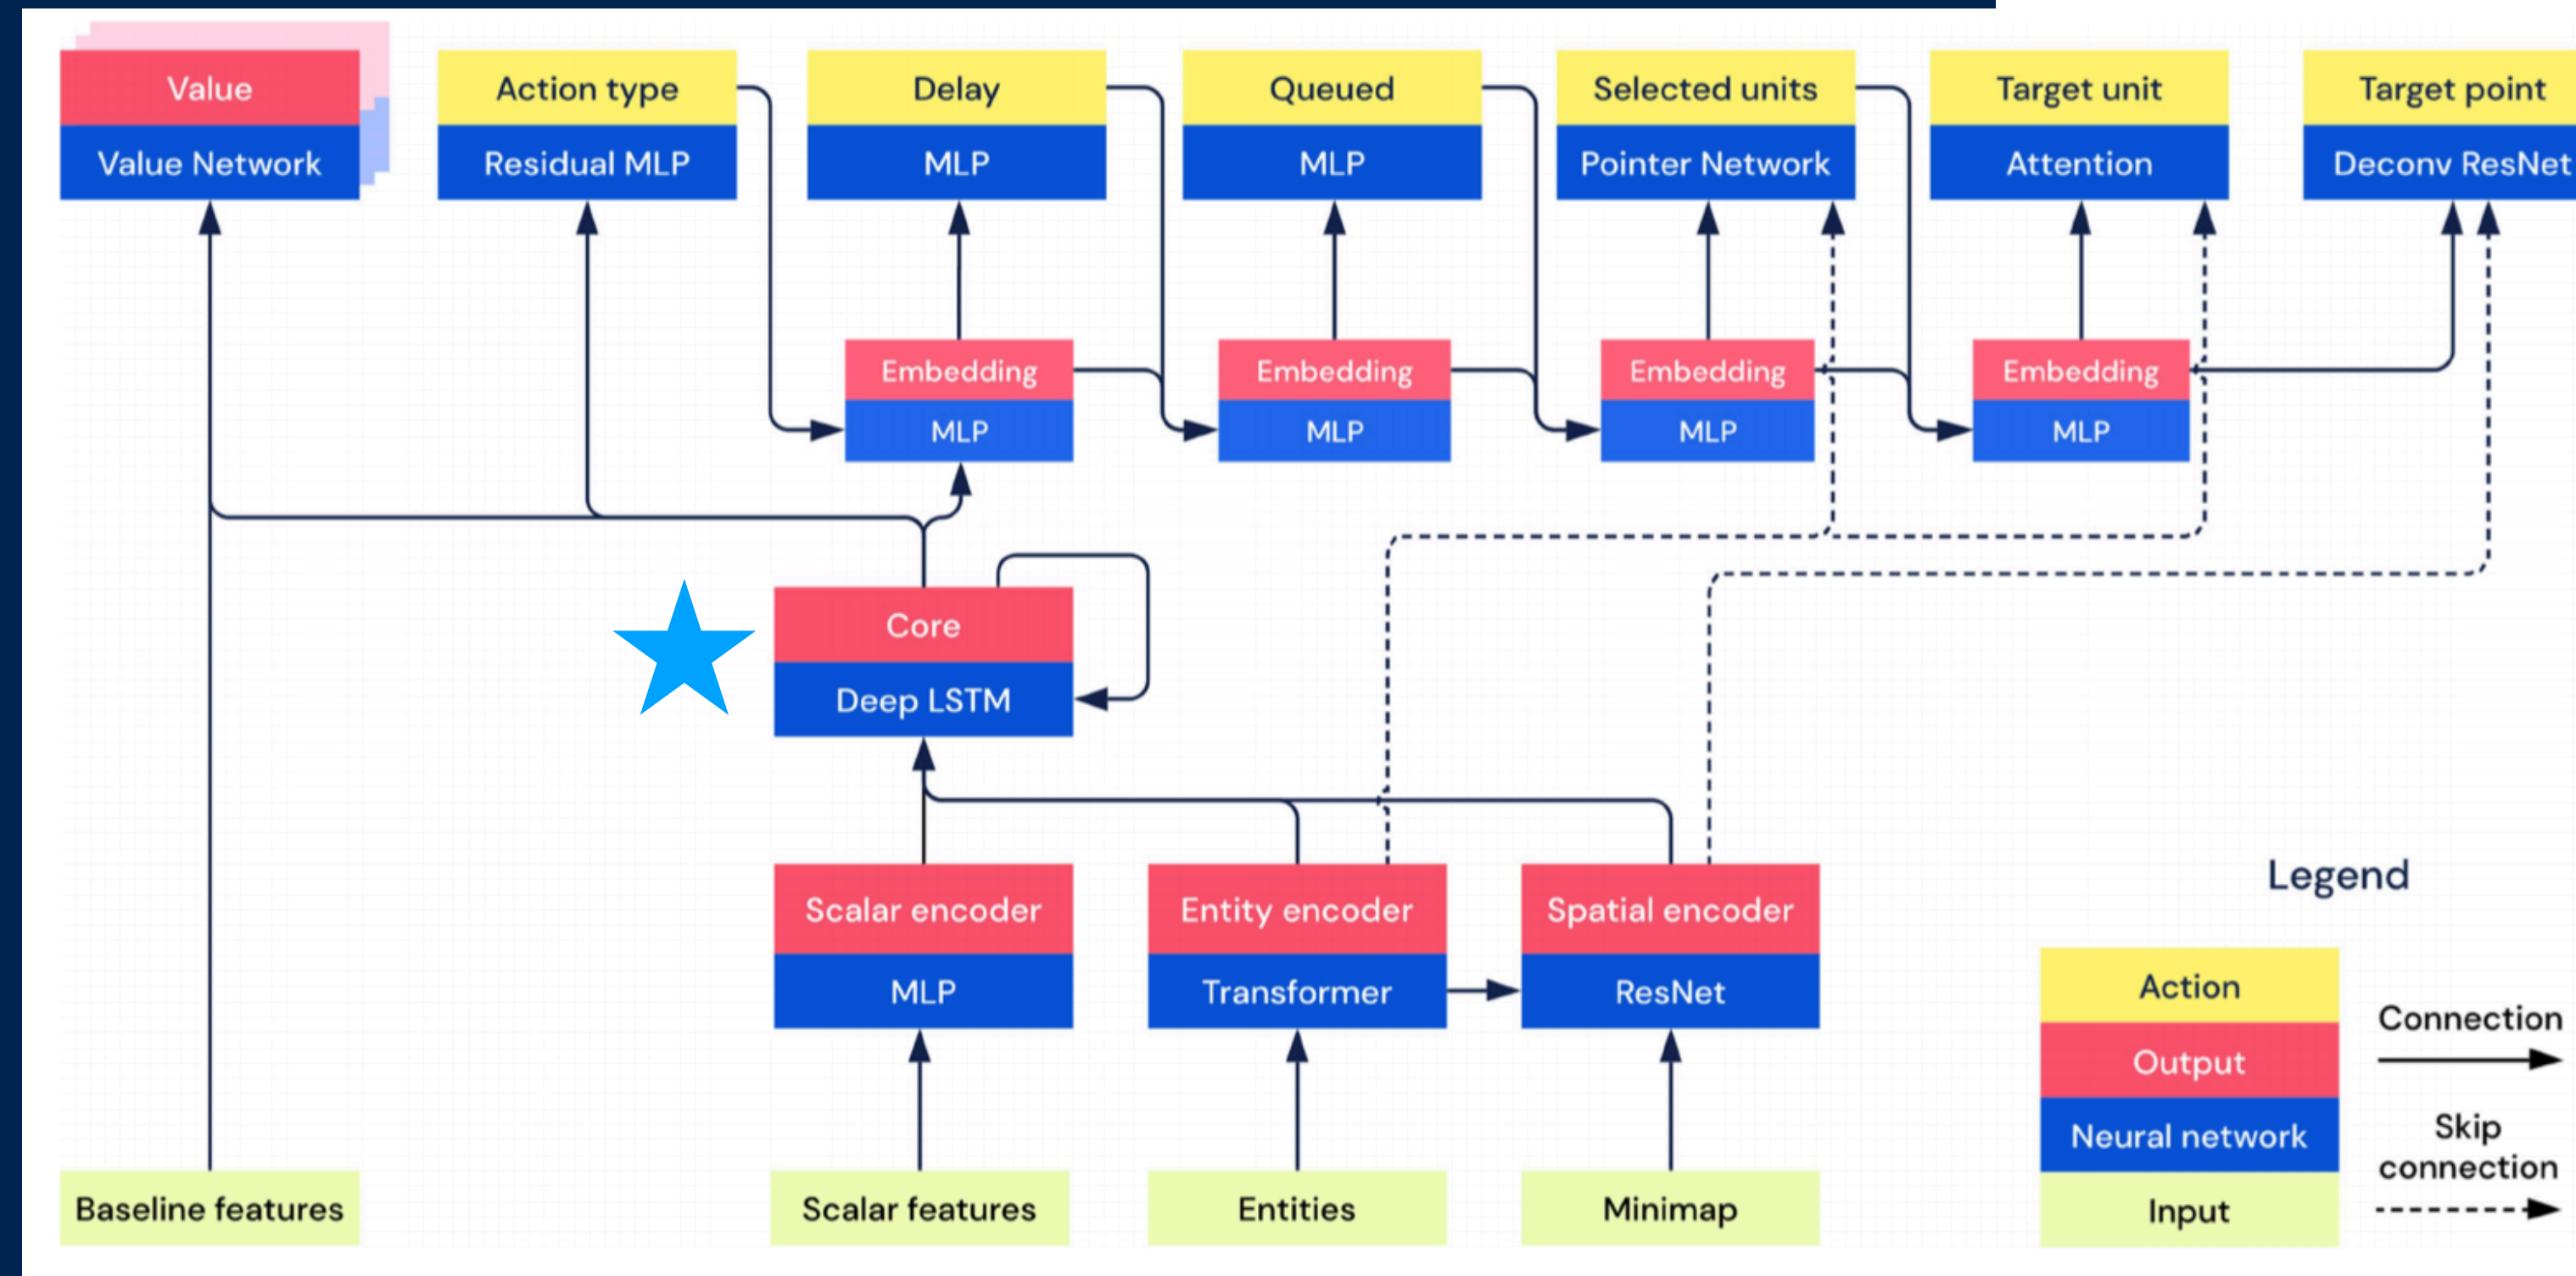 Value
Value Network
Action type
Residual MLP
Delay
MLP
Queued
MLP
Selected units
Pointer Network
Target unit
Attention
Target point
Deconv ResNet
Embedding
MLP
Embedding
MLP
Embedding
MLP
Embedding
MLP
Core
Deep LSTM
Scalar encoder
MLP
Entity encoder
Transformer
Spatial encoder
ResNet
Baseline features
Scalar features
Entities
Minimap
Legend
Action
Output
Neural network
Input
Connection
Skip
connection